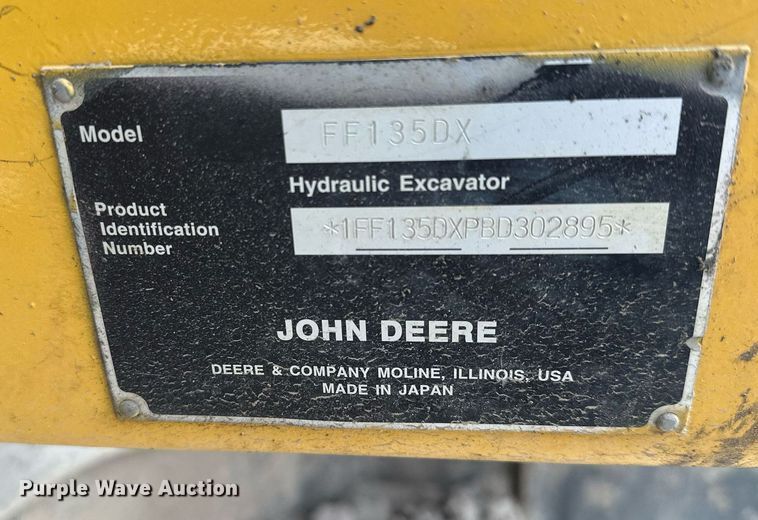 Model FF135DX
Hydraulic Excavator
Product
Identification
Number
*1FF135DXPBD302895*
JOHN DEERE
DEERE & COMPANY MOLINE, ILLINOIS, USA
MADE IN JAPAN
Purple Wave Auction